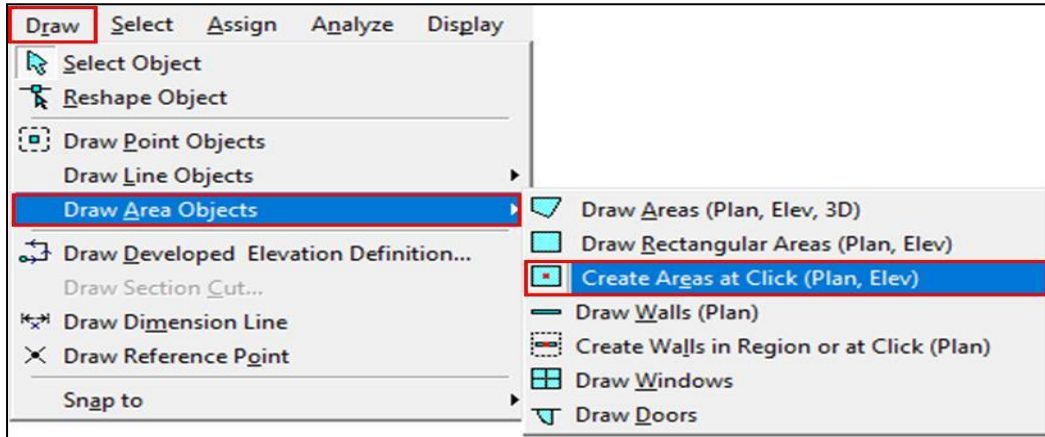 Draw Select Assign Analyze Display
Select Object
Reshape Object
Draw Point Objects
Draw Line Objects
Draw Area Objects
Draw Developed Elevation Definition...
Draw Section Cut...
Draw Dimension Line
Draw Reference Point
Snap to
Draw Areas (Plan, Elev, 3D)
Draw Rectangular Areas (Plan, Elev)
Create Areas at Click (Plan, Elev)
Draw Walls (Plan)
Create Walls in Region or at Click (Plan)
Draw Windows
Draw Doors